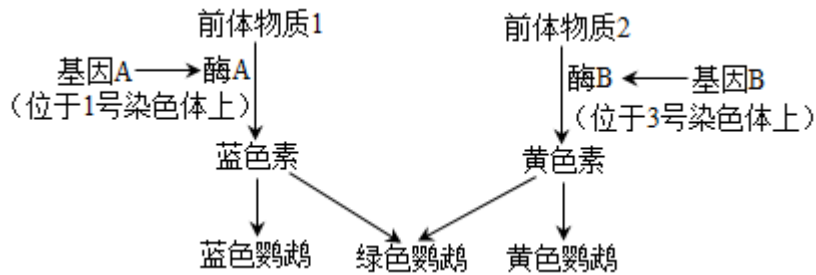 前体物质1 前体物质2
基因A 酶A 酶B 基因B
（位于1号染色体上） （位于3号染色体上）
蓝色素 黄色素
蓝色鹦鹉 绿色鹦鹉 黄色鹦鹉